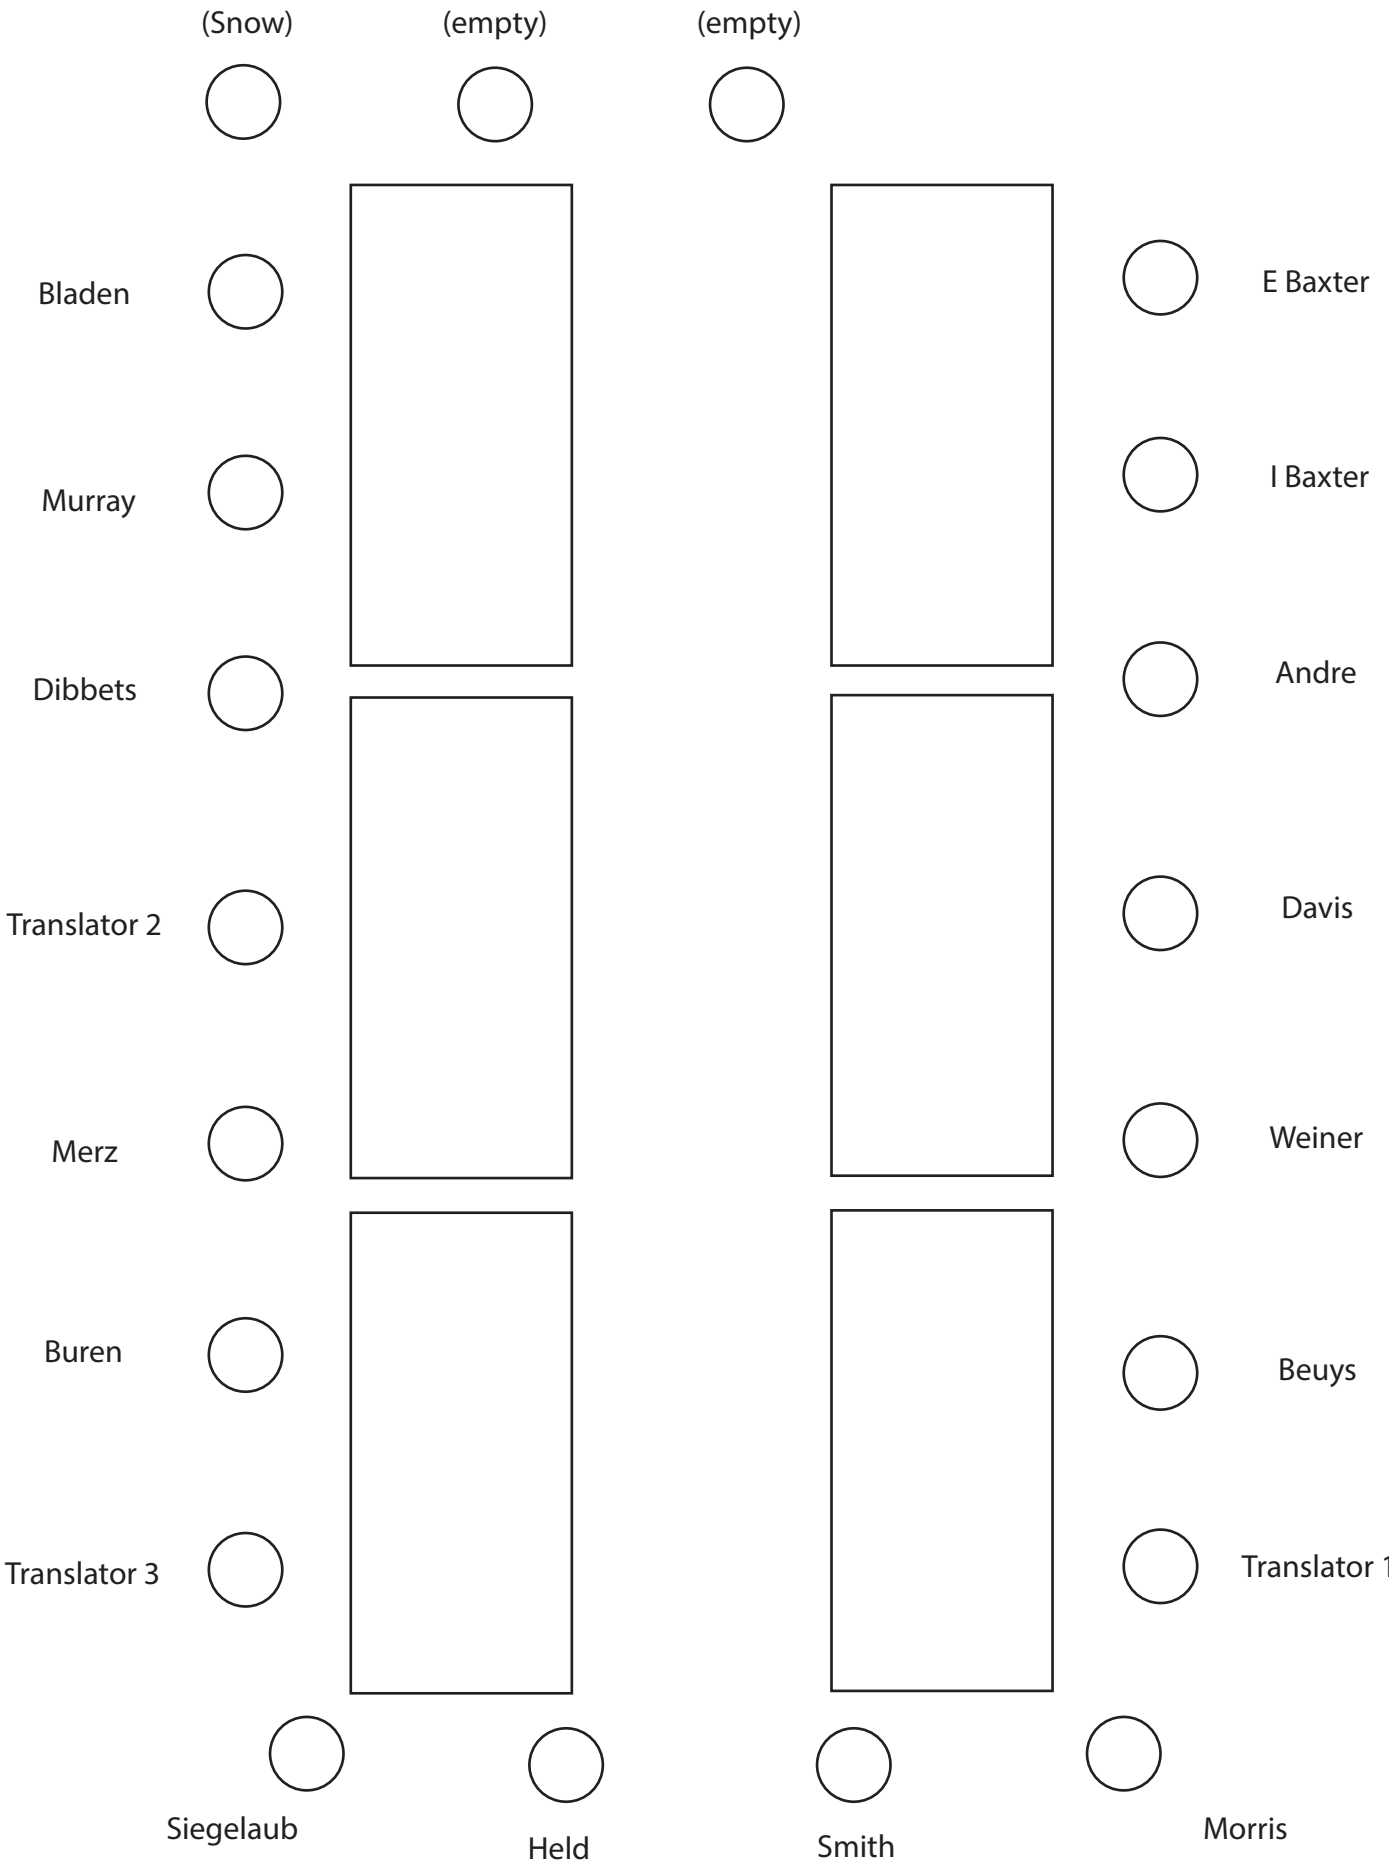 (Snow) (empty) (empty)
Bladen E Baxter
Murray I Baxter
Dibbets Andre
Translator 2 Davis
Merz Weiner
Buren Beuys
Translator 3 Translator 1
Siegelaub Held Smith Morris